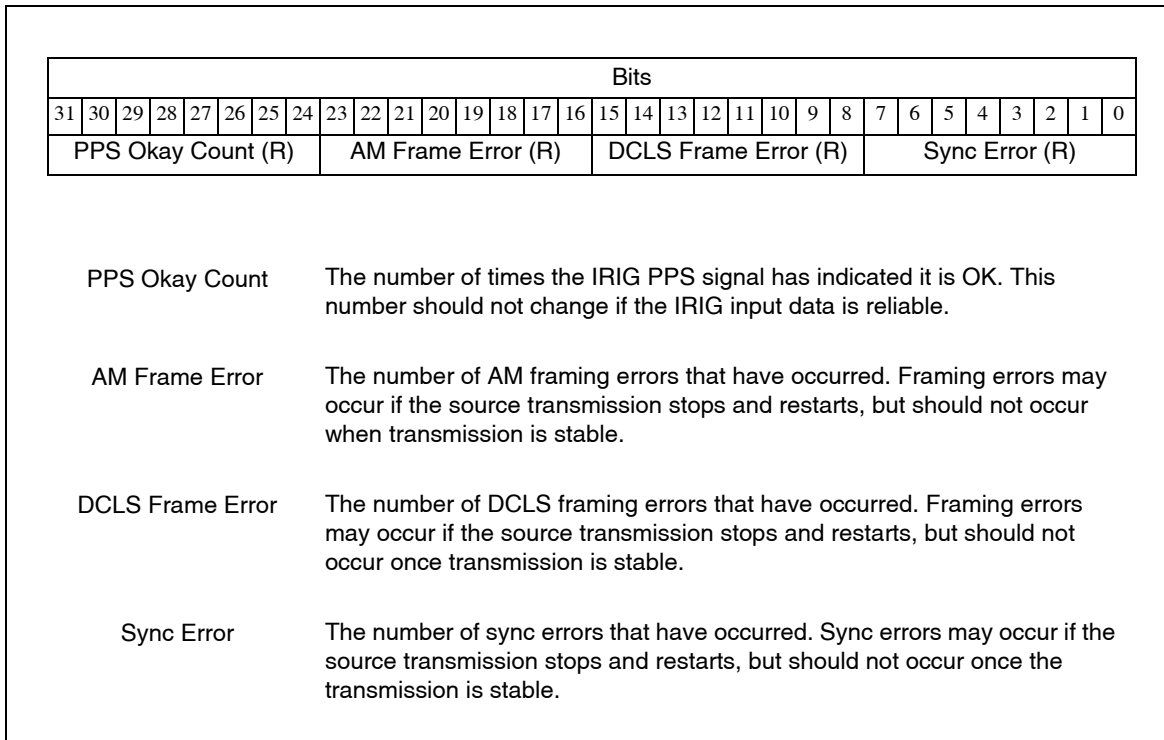 Bits
31 30 29 28 27 26 25 24 23 22 21 20 19 18 17 16 15 14 13 12 11 10 9 8 7 6 5 4 3 2 1 0
PPS Okay Count (R) AM Frame Error (R) DCLS Frame Error (R) Sync Error (R)
PPS Okay Count The number of times the IRIG PPS signal has indicated it is OK. This
number should not change if the IRIG input data is reliable.
AM Frame Error The number of AM framing errors that have occurred. Framing errors may
occur if the source transmission stops and restarts, but should not occur
when transmission is stable.
DCLS Frame Error The number of DCLS framing errors that have occurred. Framing errors
may occur if the source transmission stops and restarts, but should not
occur once transmission is stable.
Sync Error The number of sync errors that have occurred. Sync errors may occur if the
source transmission stops and restarts, but should not occur once the
transmission is stable.